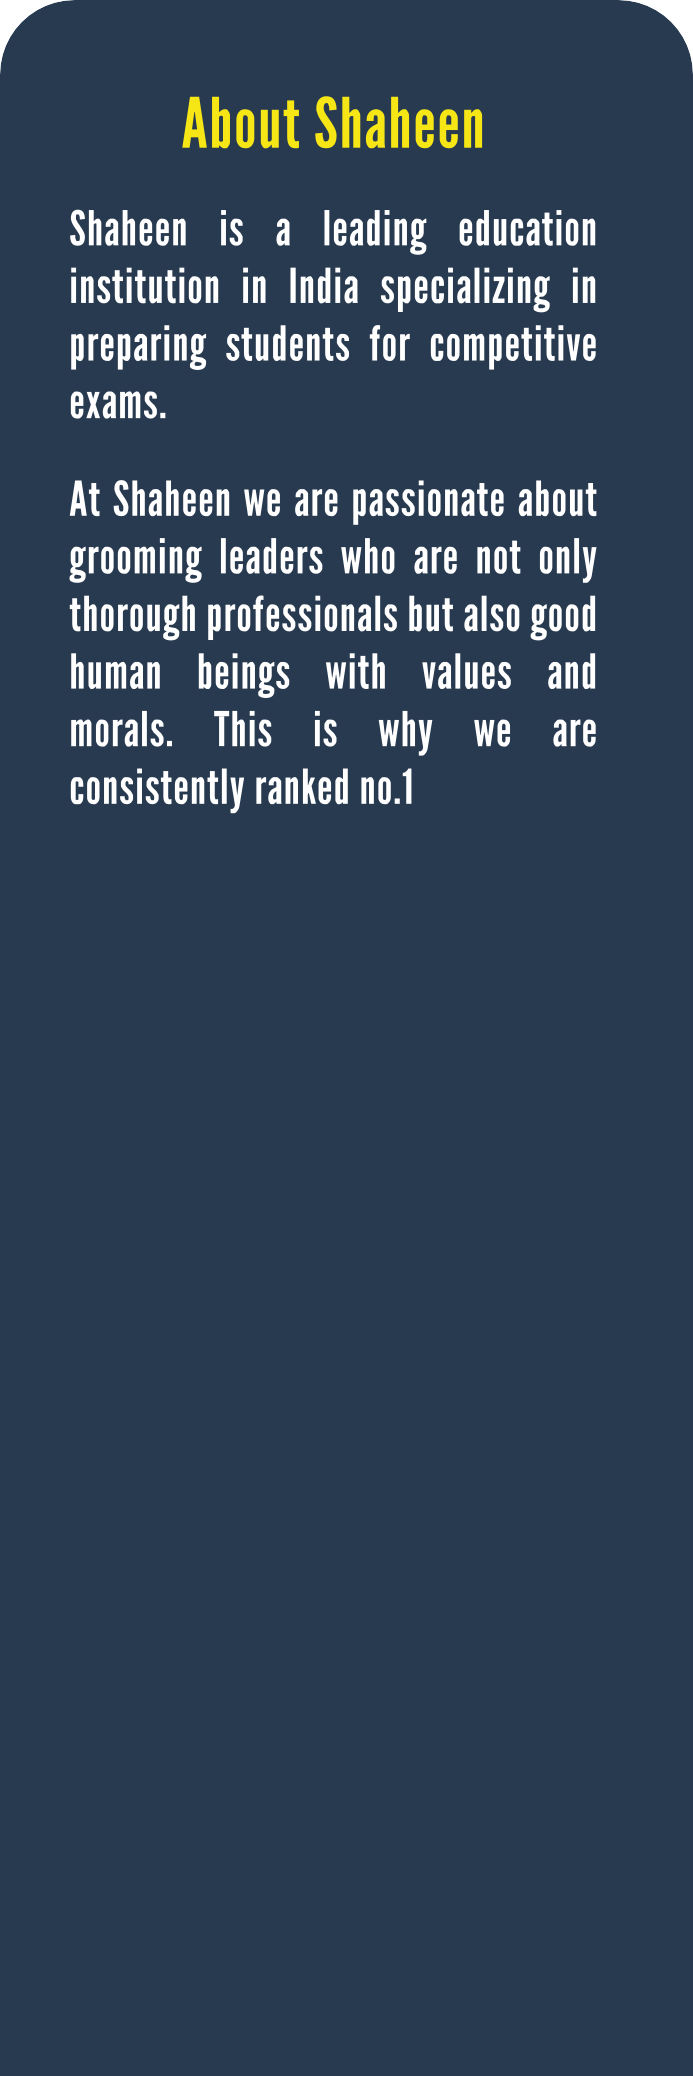 About Shaheen
Shaheen is a leading education
institution in India specializing in
preparing students for competitive
exams.
At Shaheen we are passionate about
grooming leaders who are not only
thorough professionals but also good
human beings with values and
morals. This is why we are
consistently ranked no.1